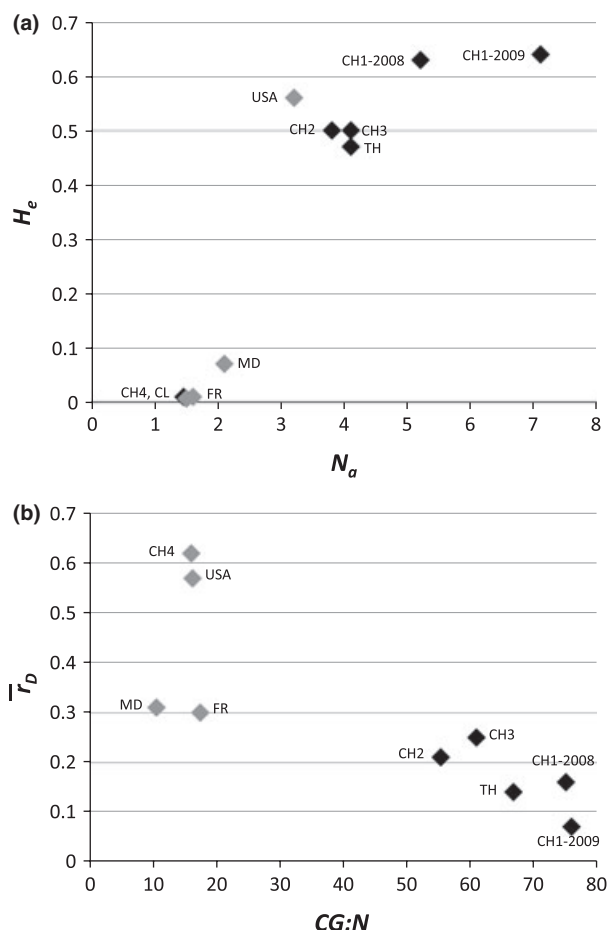 (a)
0.7
0.6
0.5
0.4
0.3
0.2
0.1
0
H_e
CH1-2008
CH1-2009
USA
CH2
CH3
TH
MD
CH4, CL
FR
0 1 2 3 4 5 6 7 8
N_a
(b)
0.7
0.6
0.5
0.4
0.3
0.2
0.1
0
r̅_D
CH4
USA
MD
FR
CH3
CH2
CH1-2008
TH
CH1-2009
0 10 20 30 40 50 60 70 80
CG:N